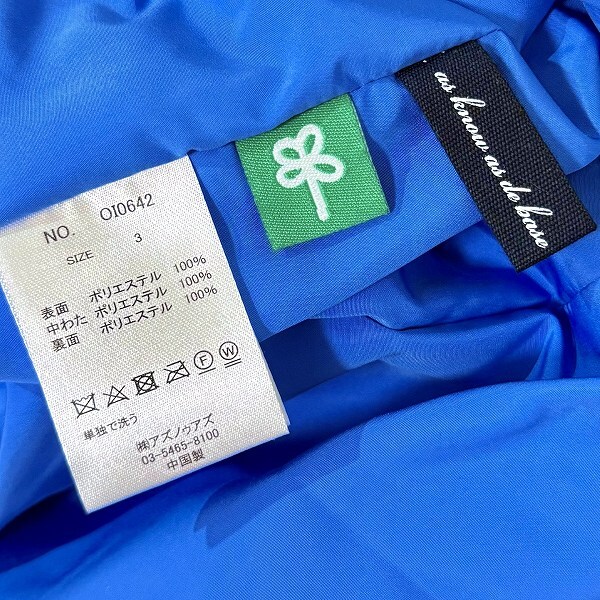 NO. OI0642
SIZE 3
表面 ポリエステル 100%
中わた ポリエステル 100%
裏面 ポリエステル 100%
F W
単独で洗う
㈱アズノゥアズ
03-5465-8100
中国製
as know as de base